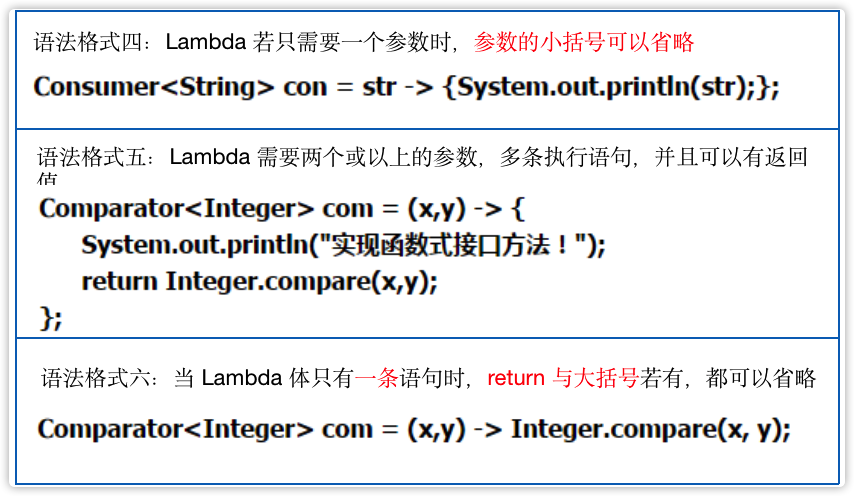 语法格式四：Lambda 若只需要一个参数时，参数的小括号可以省略
Consumer<String> con = str -> {System.out.println(str);};
语法格式五：Lambda 需要两个或以上的参数，多条执行语句，并且可以有返回
值
Comparator<Integer> com = (x,y) -> {
System.out.println("实现函数式接口方法！");
return Integer.compare(x,y);
};
语法格式六：当 Lambda 体只有一条语句时，return 与大括号若有，都可以省略
Comparator<Integer> com = (x,y) -> Integer.compare(x, y);